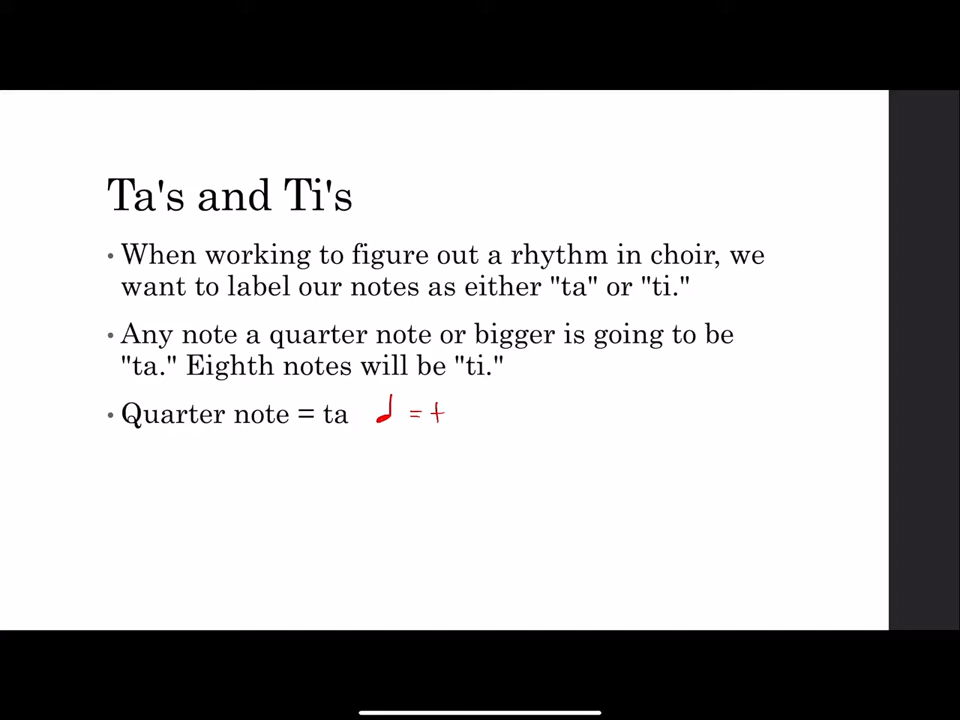 Ta's and Ti's
• When working to figure out a rhythm in choir, we
want to label our notes as either "ta" or "ti."
• Any note a quarter note or bigger is going to be
"ta." Eighth notes will be "ti."
• Quarter note = ta ♩ = t